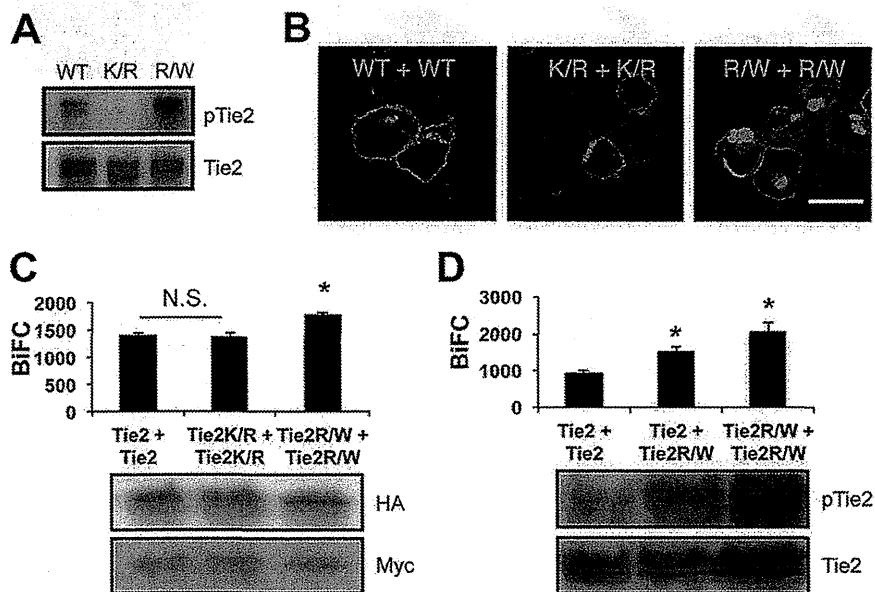 A
WT K/R R/W
pTie2
Tie2
B
WT + WT
K/R + K/R
R/W + R/W
C
BiFC
2000
1500
1000
500
0
N.S.
*
Tie2 + Tie2
Tie2K/R + Tie2K/R
Tie2R/W + Tie2R/W
HA
Myc
D
BiFC
3000
2000
1000
0
*
*
Tie2 + Tie2
Tie2 + Tie2R/W
Tie2R/W + Tie2R/W
pTie2
Tie2